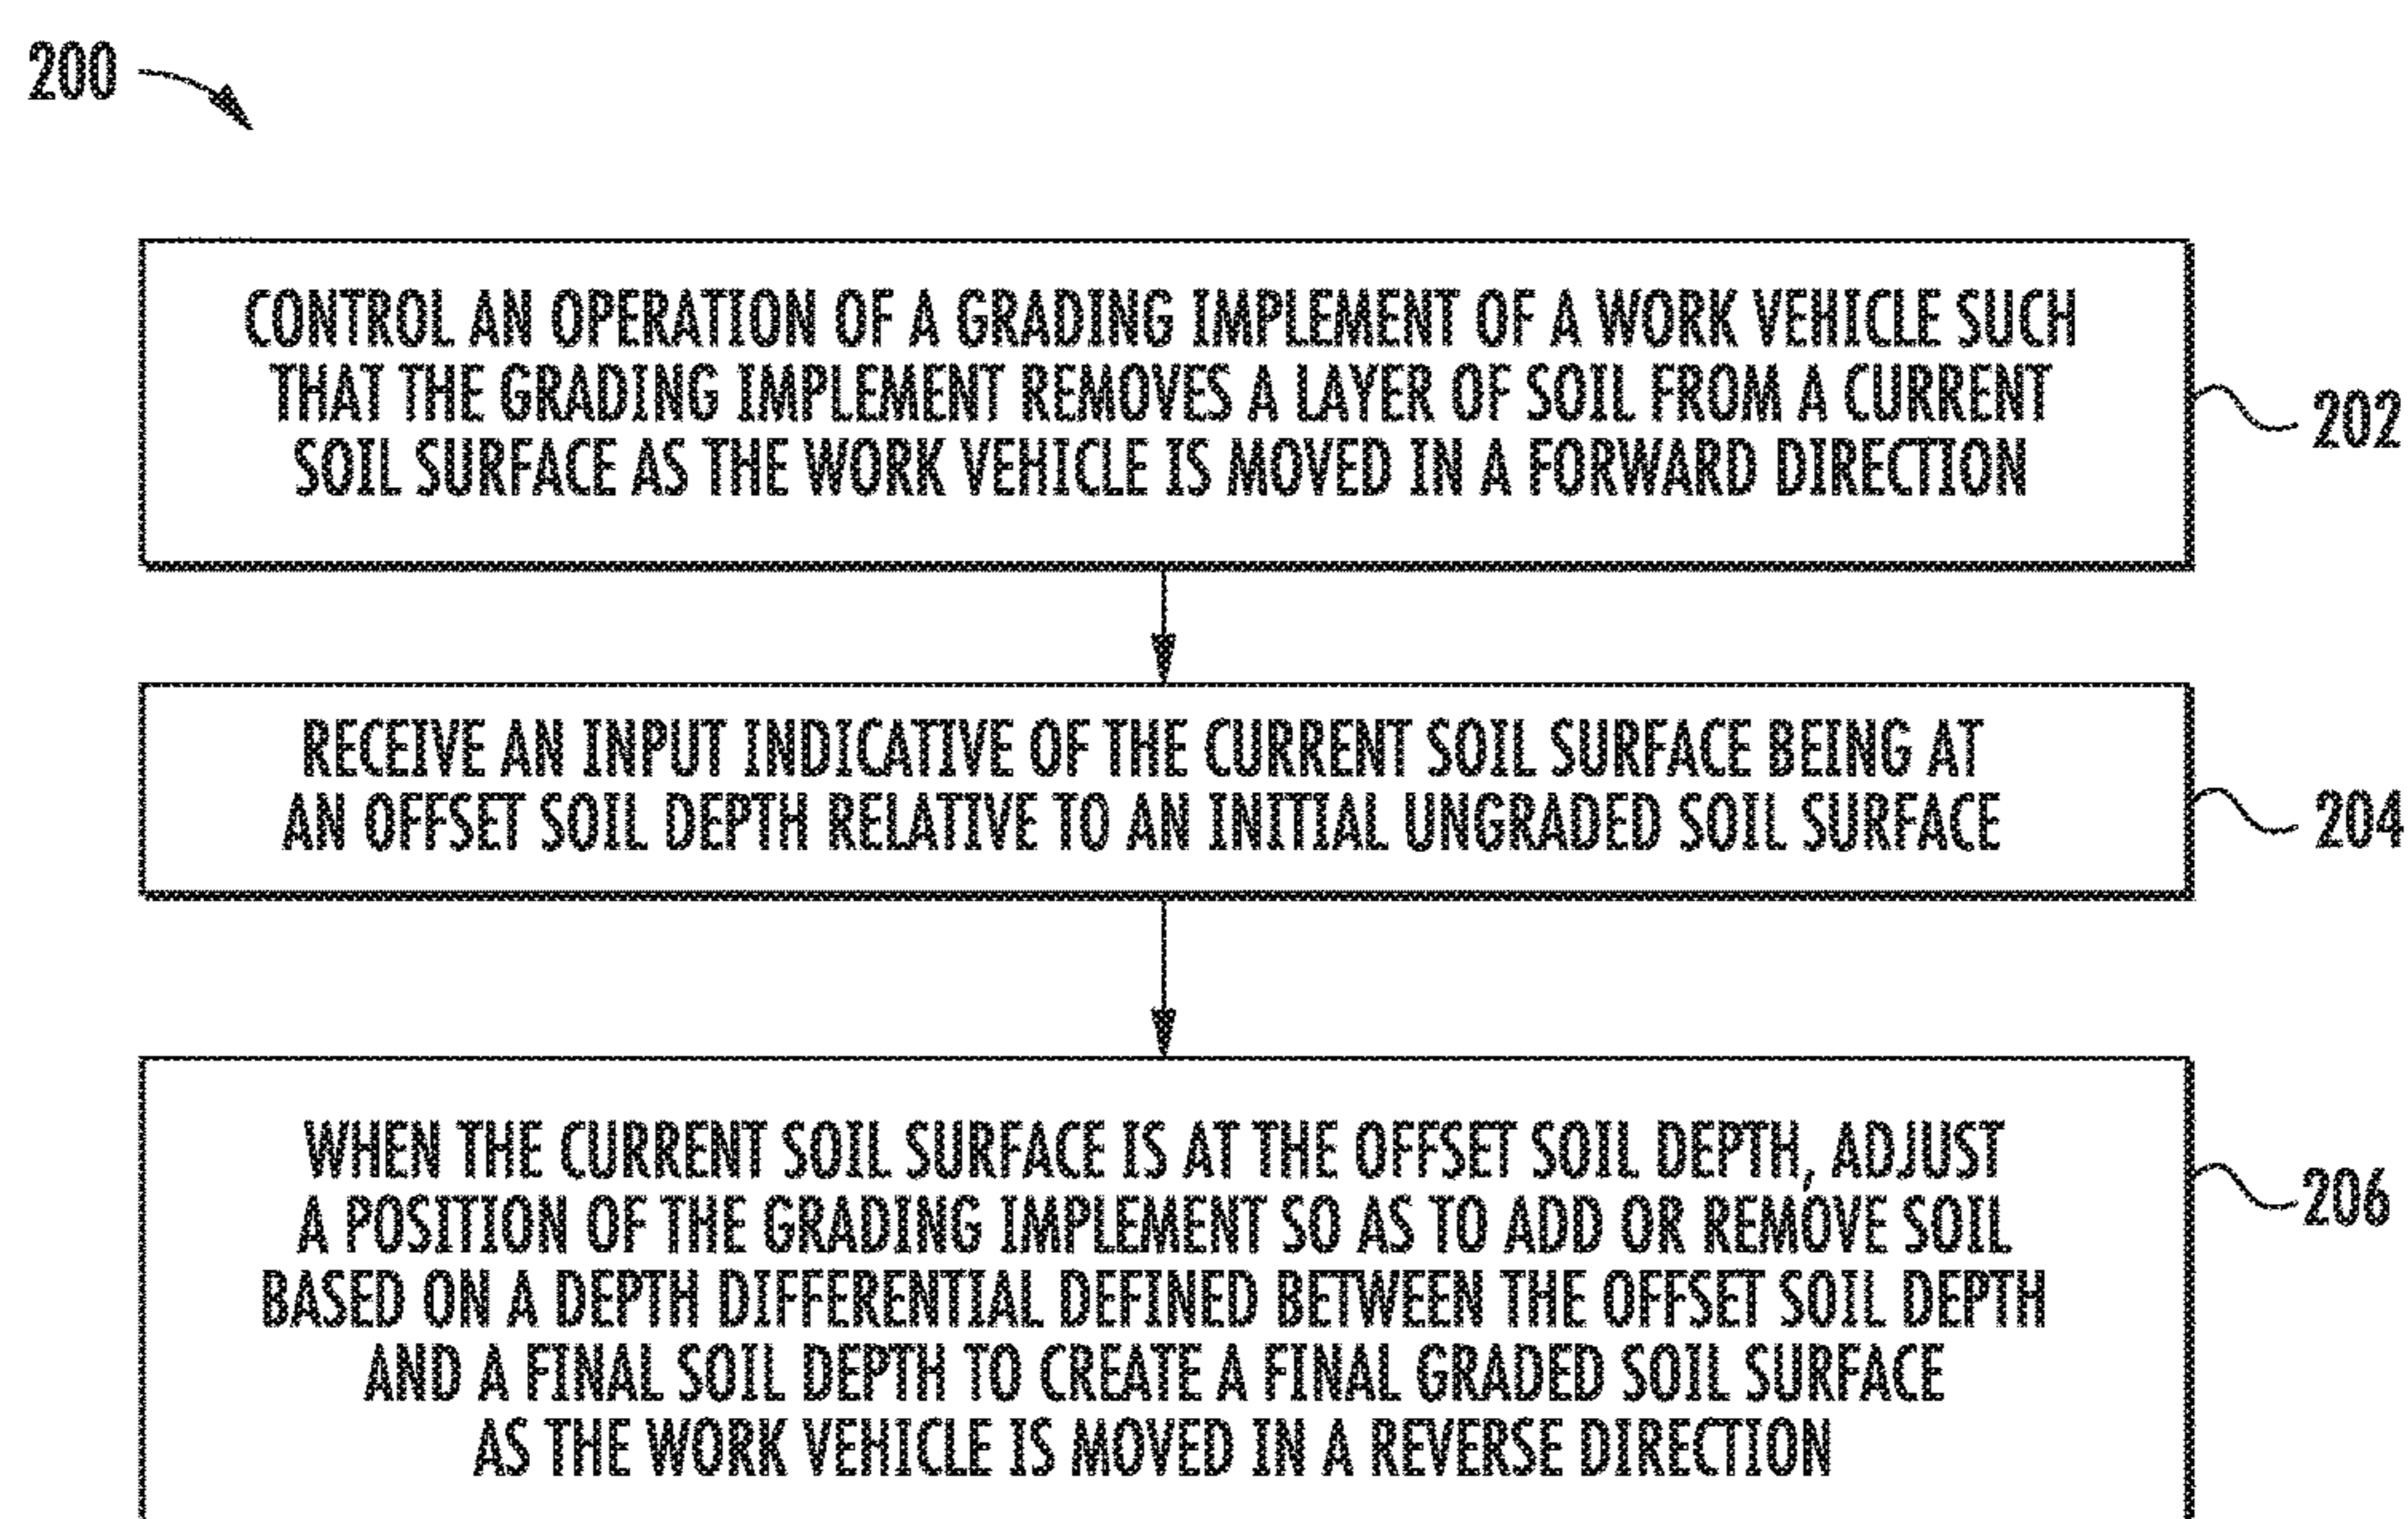 200
CONTROL AN OPERATION OF A GRADING IMPLEMENT OF A WORK VEHICLE SUCH
THAT THE GRADING IMPLEMENT REMOVES A LAYER OF SOIL FROM A CURRENT
SOIL SURFACE AS THE WORK VEHICLE IS MOVED IN A FORWARD DIRECTION
202
RECEIVE AN INPUT INDICATIVE OF THE CURRENT SOIL SURFACE BEING AT
AN OFFSET SOIL DEPTH RELATIVE TO AN INITIAL UNGRADED SOIL SURFACE
204
WHEN THE CURRENT SOIL SURFACE IS AT THE OFFSET SOIL DEPTH, ADJUST
A POSITION OF THE GRADING IMPLEMENT SO AS TO ADD OR REMOVE SOIL
BASED ON A DEPTH DIFFERENTIAL DEFINED BETWEEN THE OFFSET SOIL DEPTH
AND A FINAL SOIL DEPTH TO CREATE A FINAL GRADED SOIL SURFACE
AS THE WORK VEHICLE IS MOVED IN A REVERSE DIRECTION
206